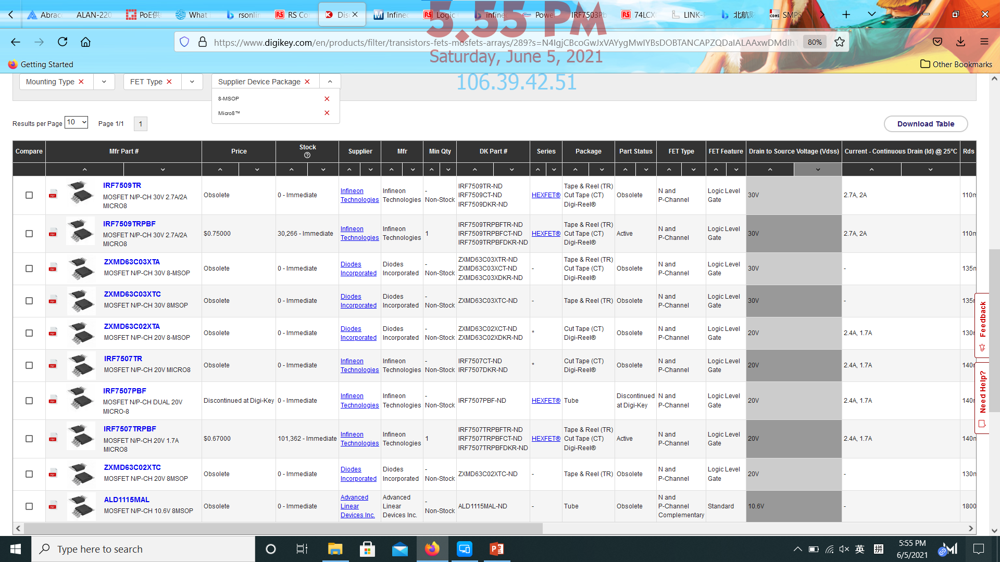 Abrac
ALAN-220
PoE供
What
rsonlin
RS Co
Disc
Infine
Logic
infine
Power
IRF7503Pb
74LCX
LINK-
北航财
SMPS
5.55 PM
https://www.digikey.com/en/products/filter/transistors-fets-mosfets-arrays/289?s=
80%
Saturday, June 5, 2021
Getting Started
Other Bookmarks
106.39.42.51
Mounting Type
FET Type
Supplier Device Package
8-MSOP
Micro8™
Results per Page 10 Page 1/1 1
Download Table
Compare Mfr Part # Price Stock Supplier Mfr Min Qty DK Part # Series Package Part Status FET Type FET Feature Drain to Source Voltage (Vdss) Current - Continuous Drain (Id) @ 25°C Rds
IRF7509TR
MOSFET N/P-CH 30V 2.7A/2A
MICRO8
Obsolete
0 - Immediate
Infineon
Technologies
Infineon
Technologies
-
Non-Stock
IRF7509TR-ND
IRF7509CT-ND
IRF7509DKR-ND
HEXFET®
Tape & Reel (TR)
Cut Tape (CT)
Digi-Reel®
Obsolete
N and
P-Channel
Logic Level
Gate
30V
2.7A, 2A
110m
IRF7509TRPBF
MOSFET N/P-CH 30V 2.7A/2A
MICRO8
$0.75000
30,266 - Immediate
Infineon
Technologies
Infineon
Technologies
1
IRF7509TRPBFTR-ND
IRF7509TRPBFCT-ND
IRF7509TRPBFDKR-ND
HEXFET®
Tape & Reel (TR)
Cut Tape (CT)
Digi-Reel®
Active
N and
P-Channel
Logic Level
Gate
30V
2.7A, 2A
110m
ZXMD63C03XTA
MOSFET N/P-CH 30V 8-MSOP
Obsolete
0 - Immediate
Diodes
Incorporated
Diodes
Incorporated
-
Non-Stock
ZXMD63C03XTR-ND
ZXMD63C03XCT-ND
ZXMD63C03XDKR-ND
-
Tape & Reel (TR)
Cut Tape (CT)
Digi-Reel®
Obsolete
N and
P-Channel
Logic Level
Gate
30V
-
135m
ZXMD63C03XTC
MOSFET N/P-CH 30V 8MSOP
Obsolete
0 - Immediate
Diodes
Incorporated
Diodes
Incorporated
-
Non-Stock
ZXMD63C03XTC-ND
-
Tape & Reel (TR)
Obsolete
N and
P-Channel
Logic Level
Gate
30V
-
135m
ZXMD63C02XTA
MOSFET N/P-CH 20V 8-MSOP
Obsolete
0 - Immediate
Diodes
Incorporated
Diodes
Incorporated
-
Non-Stock
ZXMD63C02XCT-ND
ZXMD63C02XDKR-ND
*
Cut Tape (CT)
Digi-Reel®
Obsolete
N and
P-Channel
Logic Level
Gate
20V
2.4A, 1.7A
130m
IRF7507TR
MOSFET N/P-CH 20V MICRO8
Obsolete
0 - Immediate
Infineon
Technologies
Infineon
Technologies
-
Non-Stock
IRF7507CT-ND
IRF7507DKR-ND
*
Cut Tape (CT)
Digi-Reel®
Obsolete
N and
P-Channel
Logic Level
Gate
20V
2.4A, 1.7A
140m
IRF7507PBF
MOSFET N/P-CH DUAL 20V
MICRO-8
Discontinued at Digi-Key
0 - Immediate
Infineon
Technologies
Infineon
Technologies
-
Non-Stock
IRF7507PBF-ND
HEXFET®
Tube
Discontinued
at Digi-Key
N and
P-Channel
Logic Level
Gate
20V
2.4A, 1.7A
140m
IRF7507TRPBF
MOSFET N/P-CH 20V 1.7A
MICRO8
$0.67000
101,362 - Immediate
Infineon
Technologies
Infineon
Technologies
1
IRF7507TRPBFTR-ND
IRF7507TRPBFCT-ND
IRF7507TRPBFDKR-ND
HEXFET®
Tape & Reel (TR)
Cut Tape (CT)
Digi-Reel®
Active
N and
P-Channel
Logic Level
Gate
20V
2.4A, 1.7A
140m
ZXMD63C02XTC
MOSFET N/P-CH 20V 8MSOP
Obsolete
0 - Immediate
Diodes
Incorporated
Diodes
Incorporated
-
Non-Stock
ZXMD63C02XTC-ND
-
Tape & Reel (TR)
Obsolete
N and
P-Channel
Logic Level
Gate
20V
-
130m
ALD1115MAL
MOSFET N/P-CH 10.6V 8MSOP
Obsolete
0 - Immediate
Advanced
Linear
Devices Inc.
Advanced
Linear
Devices Inc.
-
Non-Stock
ALD1115MAL-ND
-
Tube
Obsolete
N and
P-Channel
Complementary
Standard
10.6V
-
1800
Feedback
Need Help?
Type here to search
英
拼
5:55 PM
6/5/2021